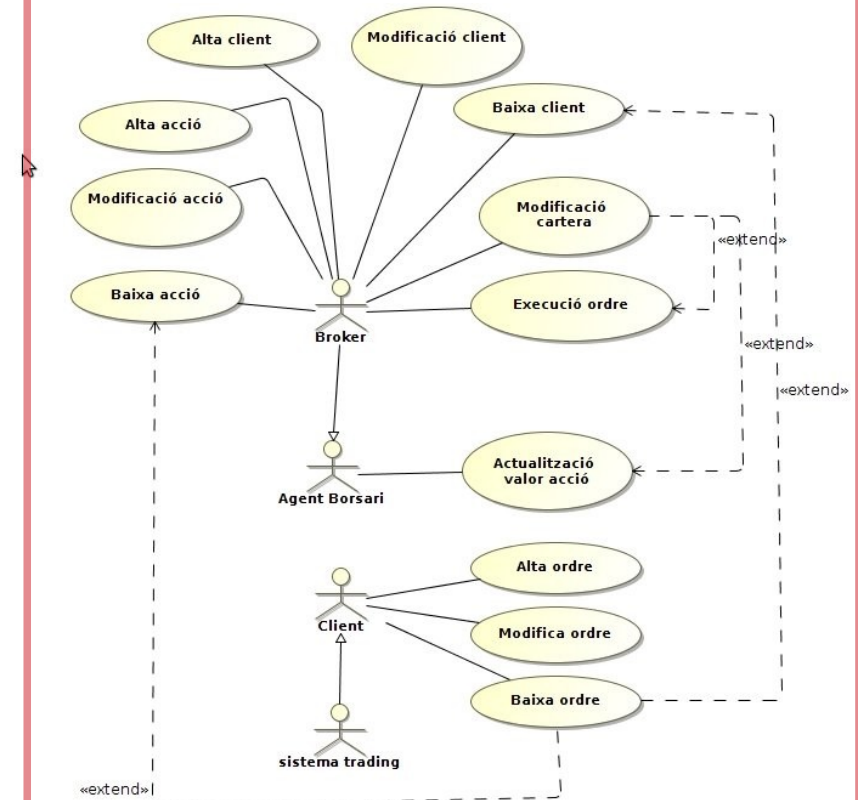 Alta client
Modificació client
Baixa client
Alta acció
Modificació acció
Modificació
cartera
«extend»
Baixa acció
Execució ordre
Broker
«extend»
«extend»
Actualització
valor acció
Agent Borsari
Alta ordre
Client
Modifica ordre
Baixa ordre
sistema trading
«extend»